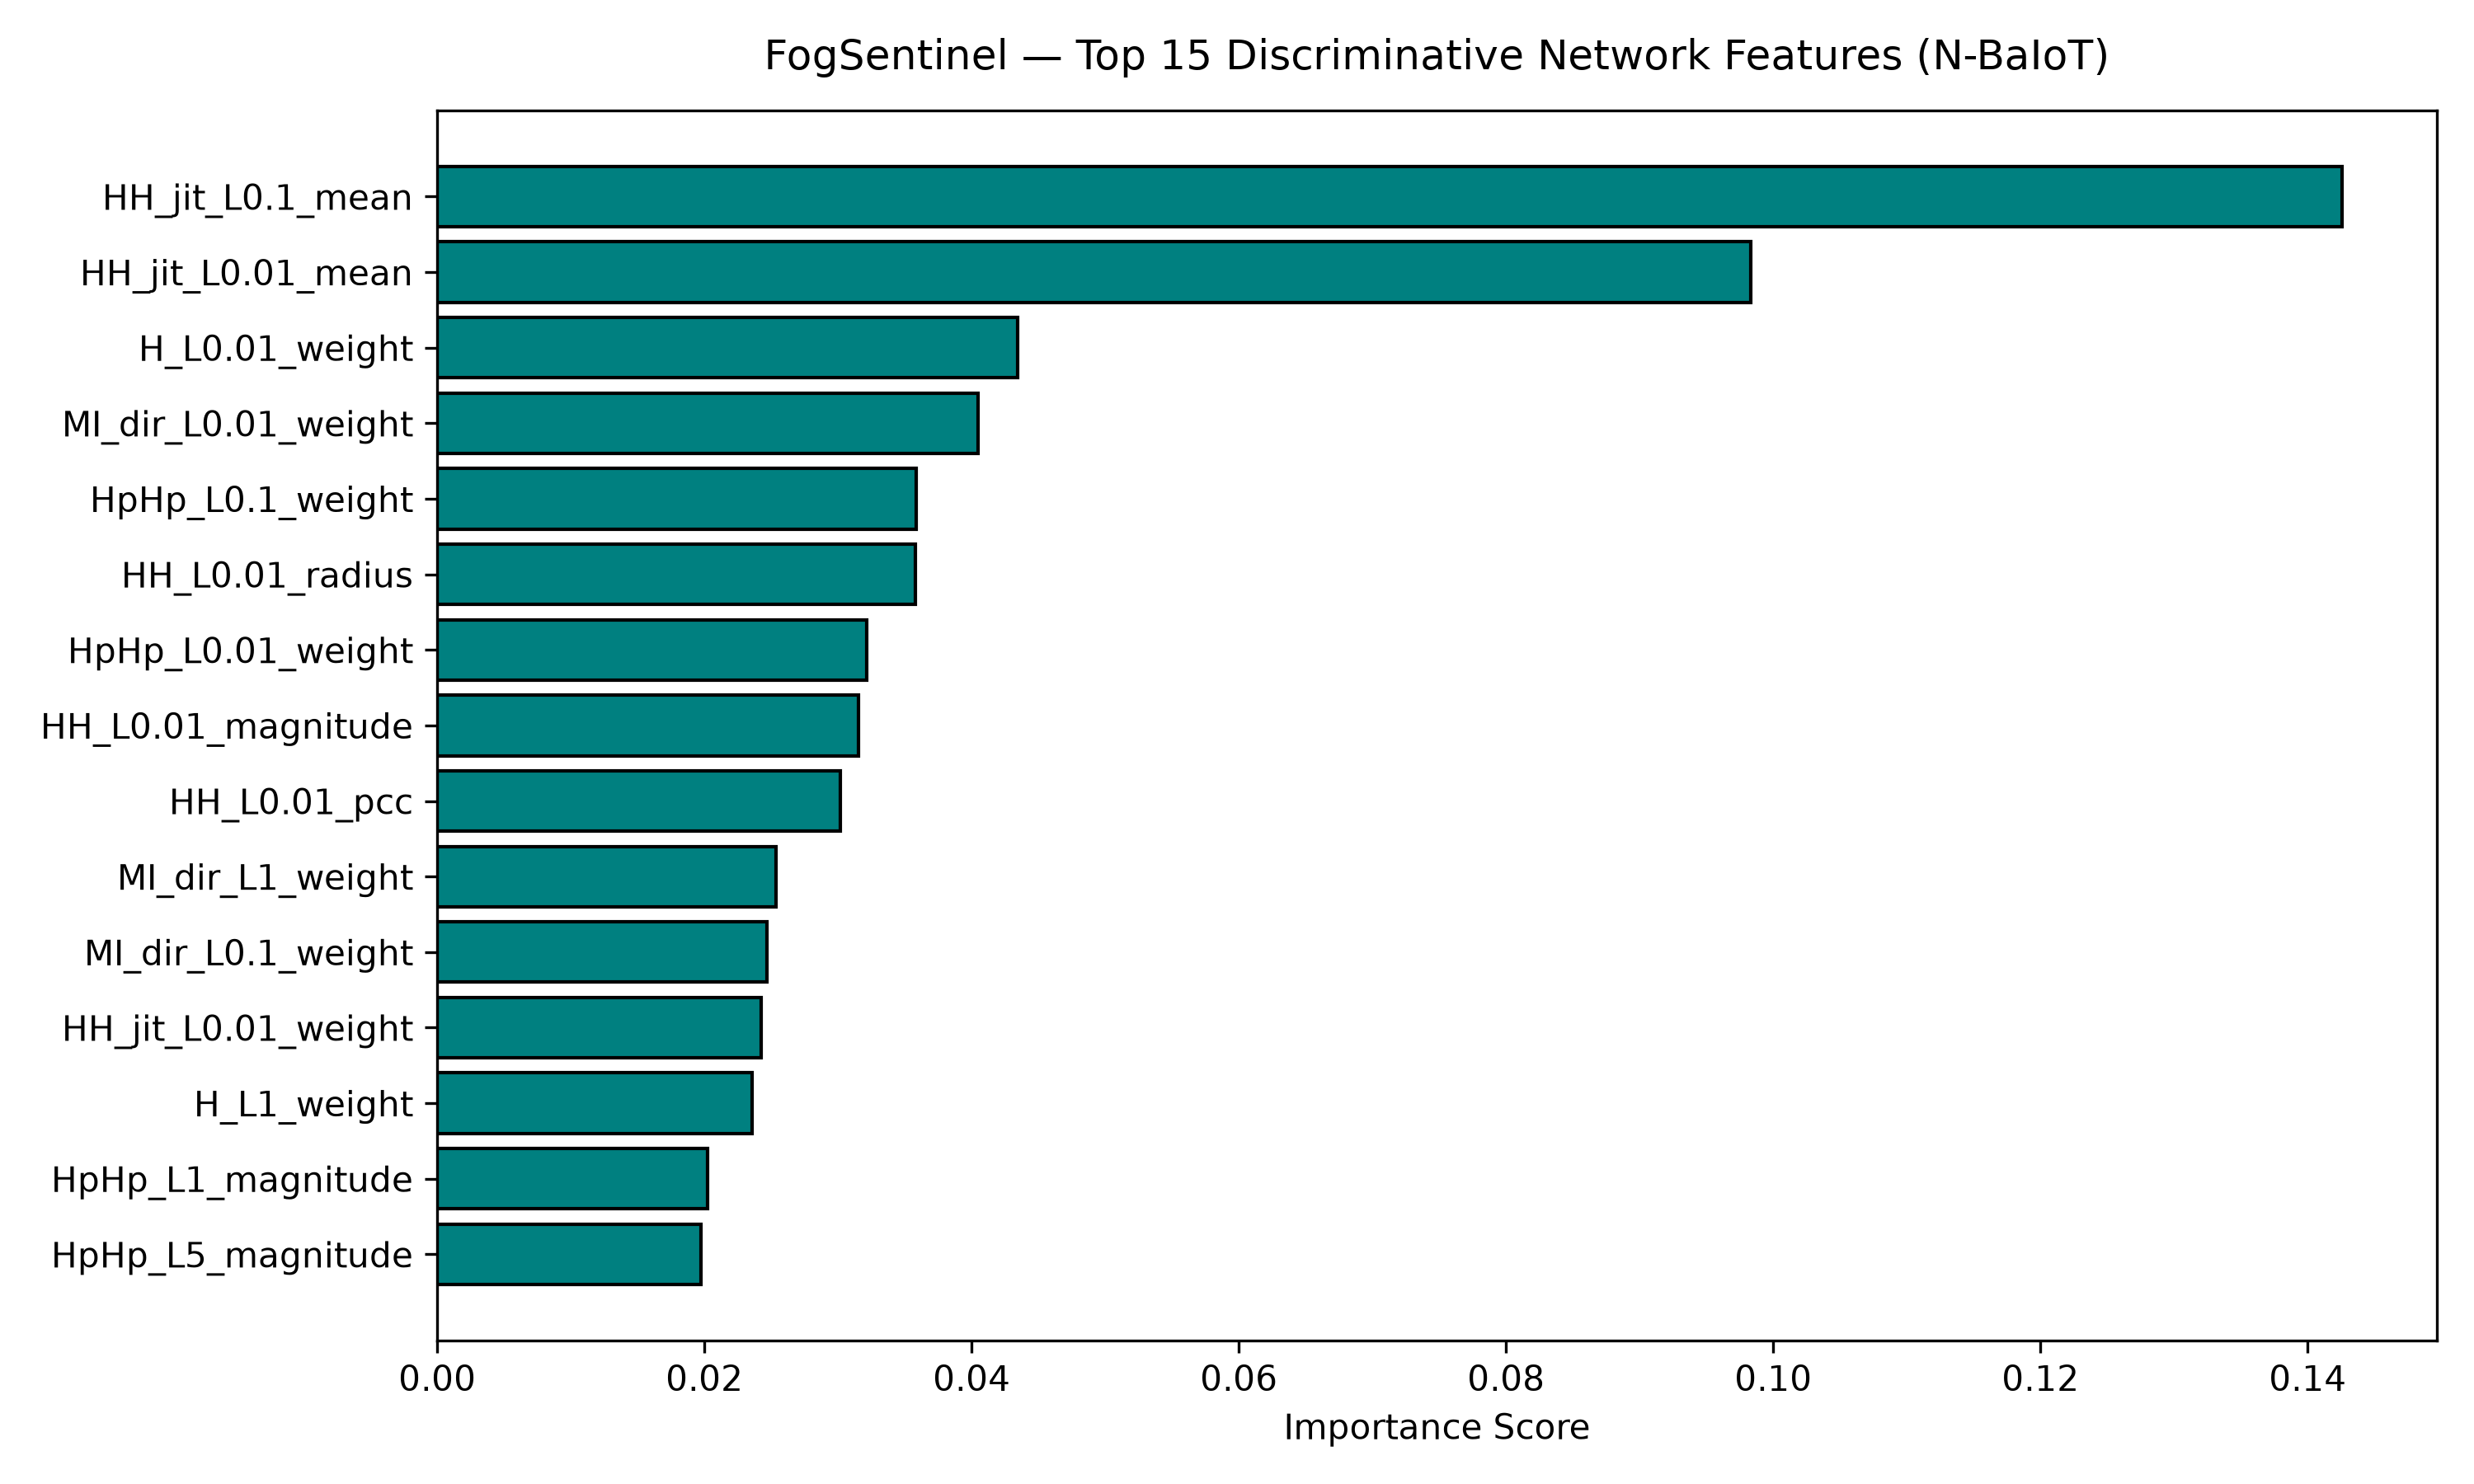 FogSentinel — Top 15 Discriminative Network Features (N-BaIoT)
HH_jit_L0.1_mean
HH_jit_L0.01_mean
H_L0.01_weight
MI_dir_L0.01_weight
HpHp_L0.1_weight
HH_L0.01_radius
HpHp_L0.01_weight
HH_L0.01_magnitude
HH_L0.01_pcc
MI_dir_L1_weight
MI_dir_L0.1_weight
HH_jit_L0.01_weight
H_L1_weight
HpHp_L1_magnitude
HpHp_L5_magnitude
0.00 0.02 0.04 0.06 0.08 0.10 0.12 0.14
Importance Score